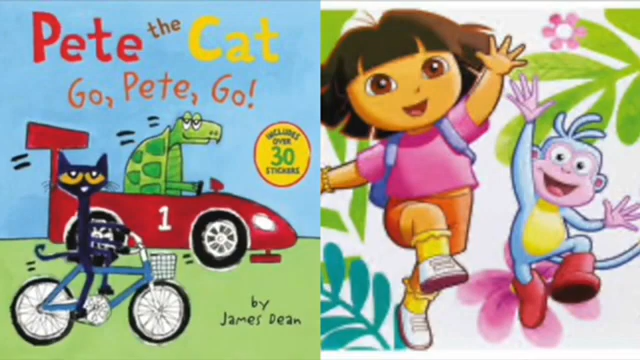 Pete the Cat
Go, Pete, Go!
INCLUDES
OVER
30
STICKERS
1
by
James Dean